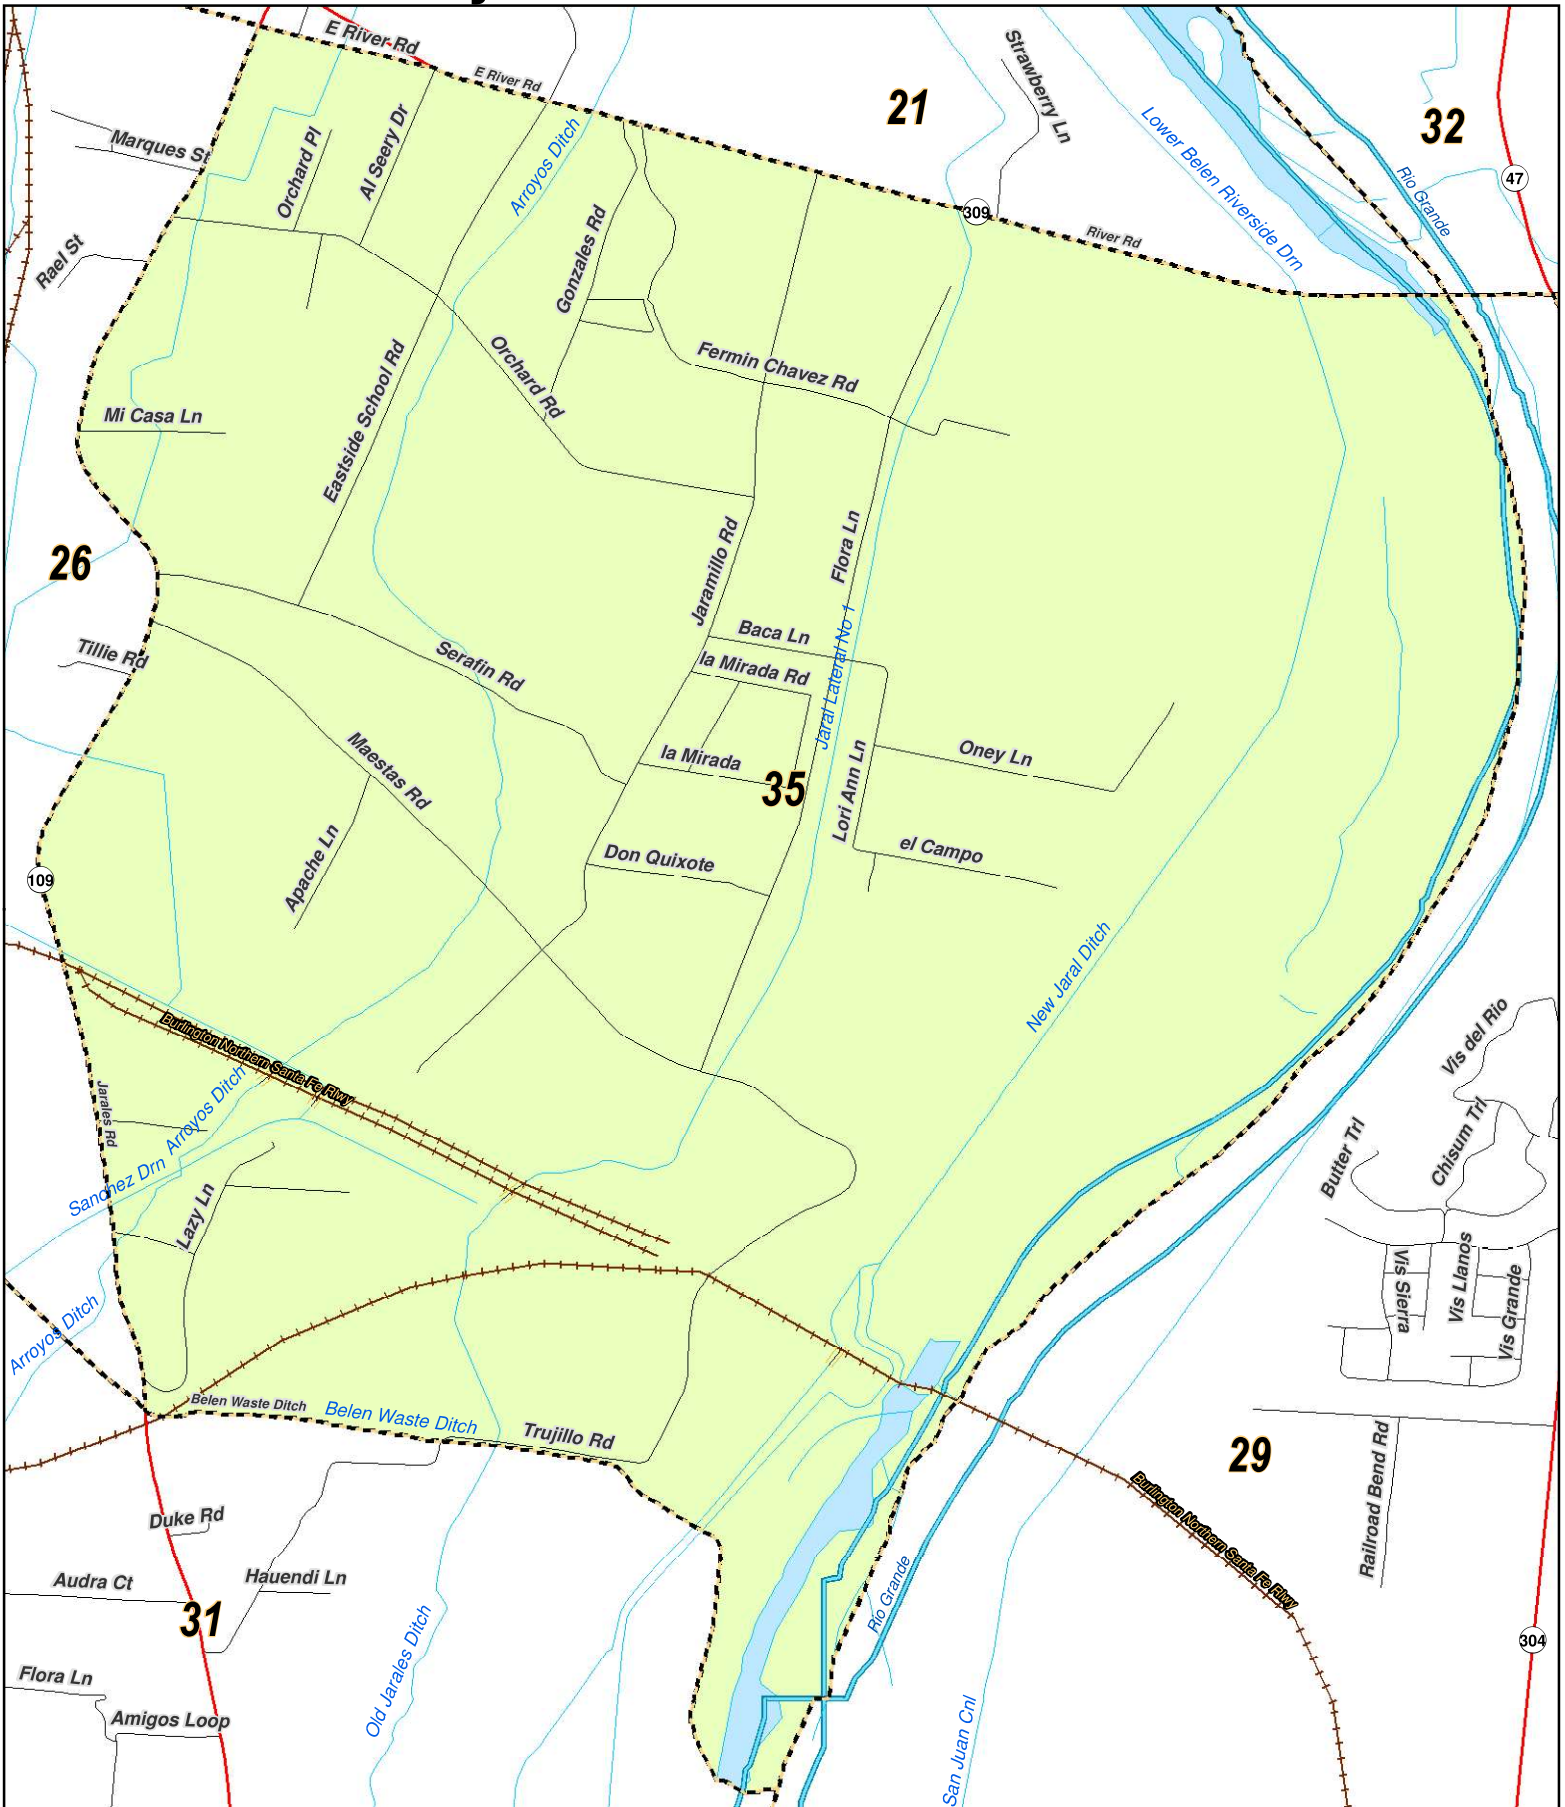 E River Rd
E River Rd
21
Strawberry Ln
32
47
Lower Belen Riverside Drn
Rio Grande
Marques St
Orchard Pl
Al Seery Dr
Arroyos Ditch
309
River Rd
Rael St
Gonzales Rd
Fermin Chavez Rd
Orchard Rd
Mi Casa Ln
Eastside School Rd
26
Jaramillo Rd
Flora Ln
Baca Ln
Jaral Lateral No 1
Tillie Rd
Serafin Rd
la Mirada Rd
la Mirada
35
Oney Ln
Maestas Rd
Lori Ann Ln
Don Quixote
el Campo
109
Apache Ln
New Jaral Ditch
Burlington Northern Santa Fe Rlwy
Jarales Rd
Arroyos Ditch
Sanchez Drn
Lazy Ln
Vis del Rio
Butter Trl
Chisum Trl
Vis Sierra
Vis Llanos
Vis Grande
Arroyos Ditch
Belen Waste Ditch
Belen Waste Ditch
Trujillo Rd
29
Railroad Bend Rd
Burlington Northern Santa Fe Rlwy
Duke Rd
Audra Ct
Hauendi Ln
31
Rio Grande
304
Old Jarales Ditch
Flora Ln
Amigos Loop
San Juan Cnl